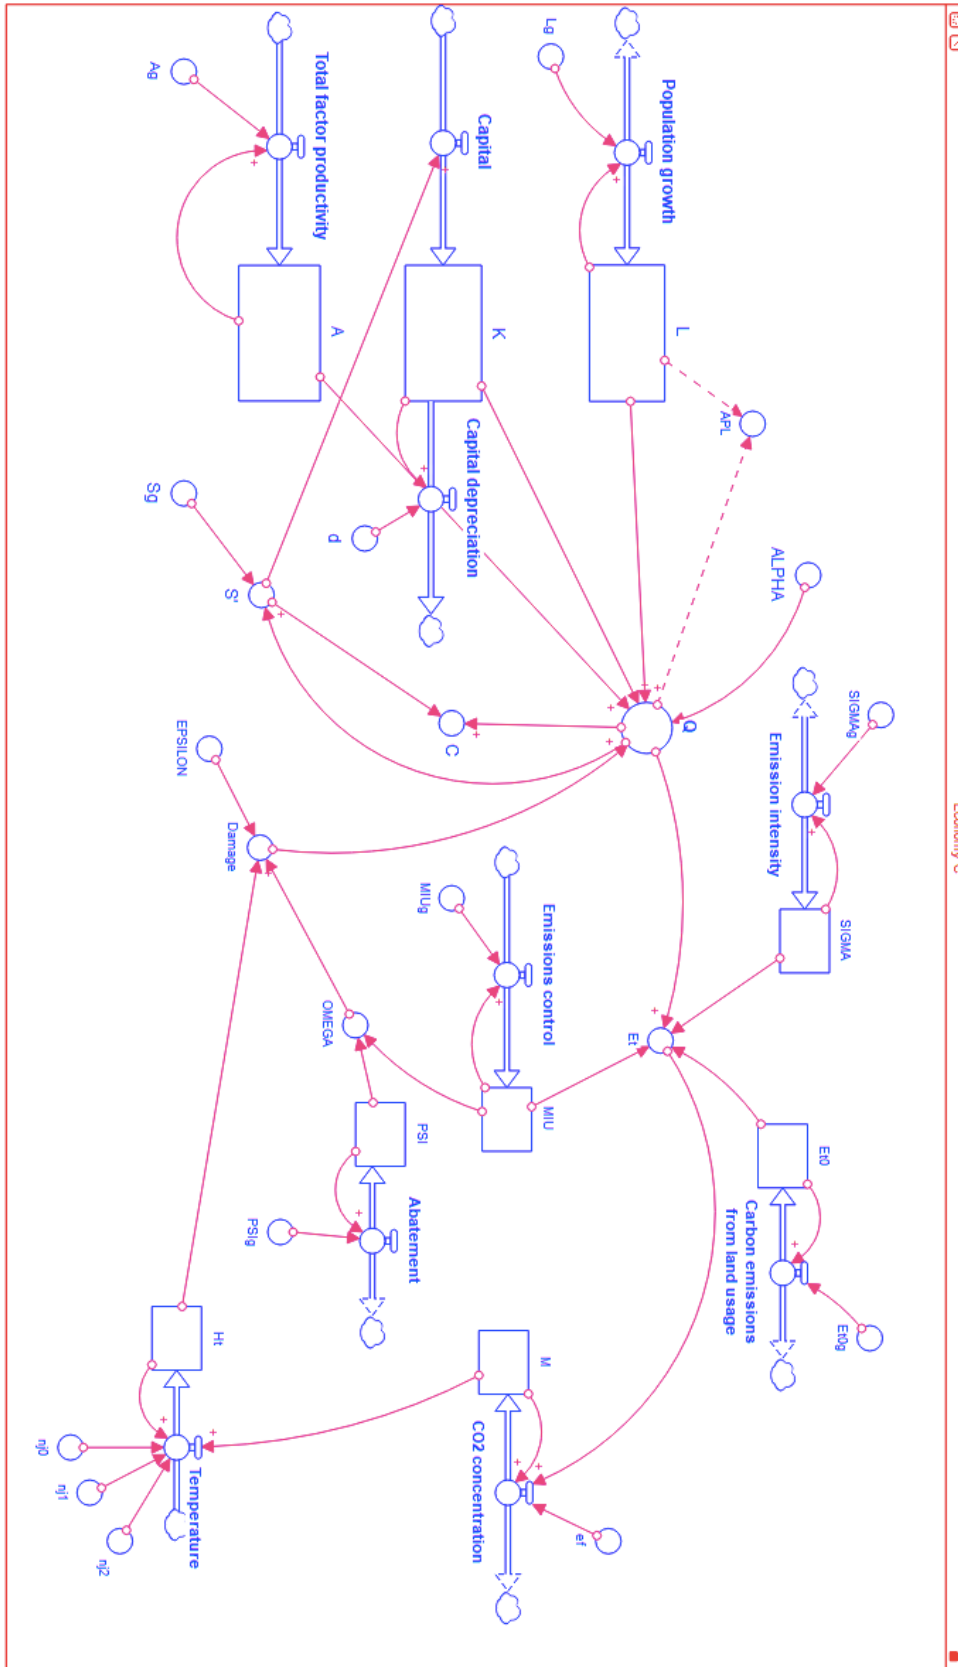 Economy C
Lg
Population growth
L
APL
ALPHA
SIGMAg
Emission intensity
SIGMA
Capital
K
Capital depreciation
d
Ag
Total factor productivity
A
Sg
S'
Q
C
EPSILON
Damage
MIUg
Emissions control
MIU
OMEGA
PSI
Abatement
PSIg
Et
Et0
Carbon emissions
from land usage
Et0g
M
CO2 concentration
ef
Ht
Temperature
nj0
nj1
nj2